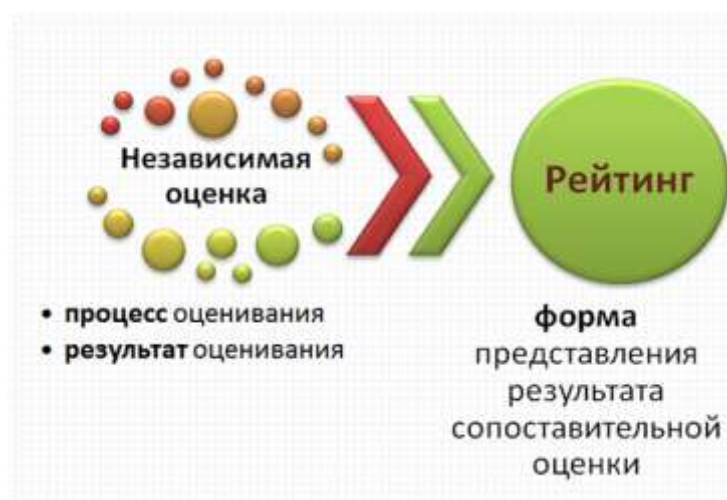 Независимая
оценка
• процесс оценивания
• результат оценивания
Рейтинг
форма
представления
результата
сопоставительной
оценки